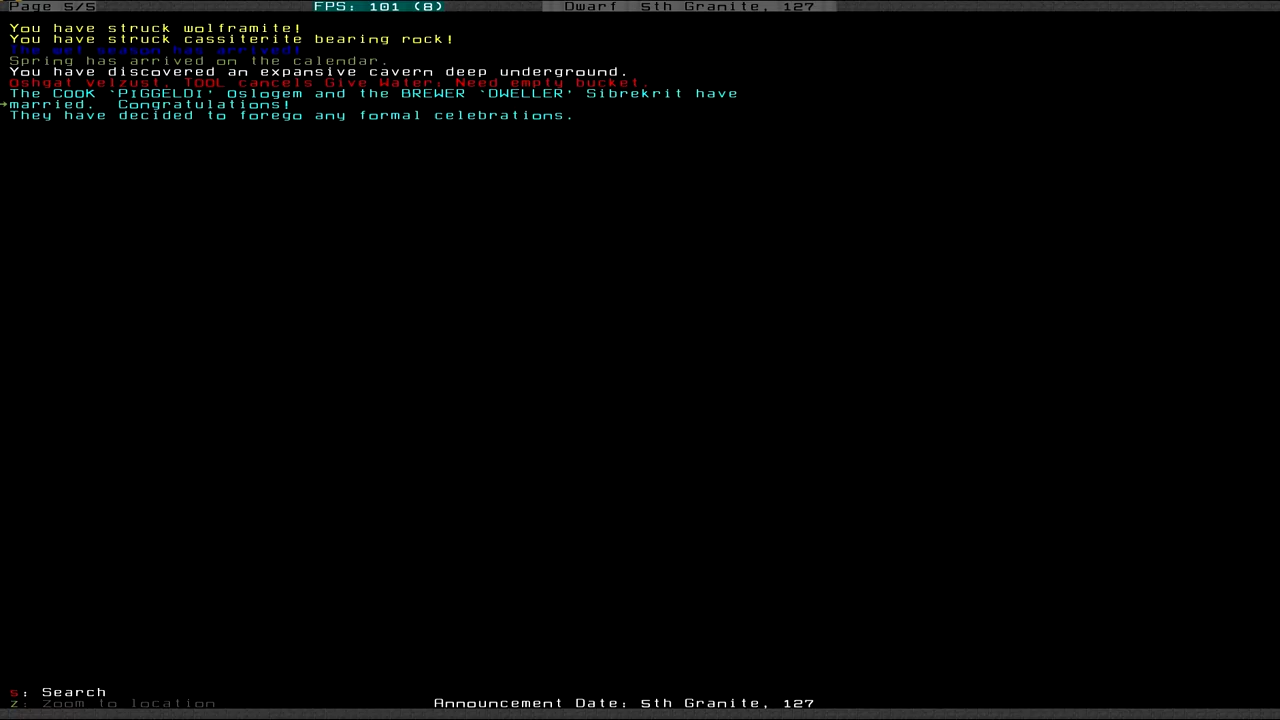 Page 5/5 FPS: 101 (8) Dwarf 5th Granite, 127
You have struck wolframite!
You have struck cassiterite bearing rock!
The wet season has arrived!
Spring has arrived on the calendar.
You have discovered an expansive cavern deep underground.
Oshgat Velzust, TOOL cancels Give Water: Need empty bucket.
The COOK `PIGGELDI' Oslogem and the BREWER `DWELLER' Sibrekrit have
married. Congratulations!
They have decided to forego any formal celebrations.
s: Search
z: Zoom to location Announcement Date: 5th Granite, 127